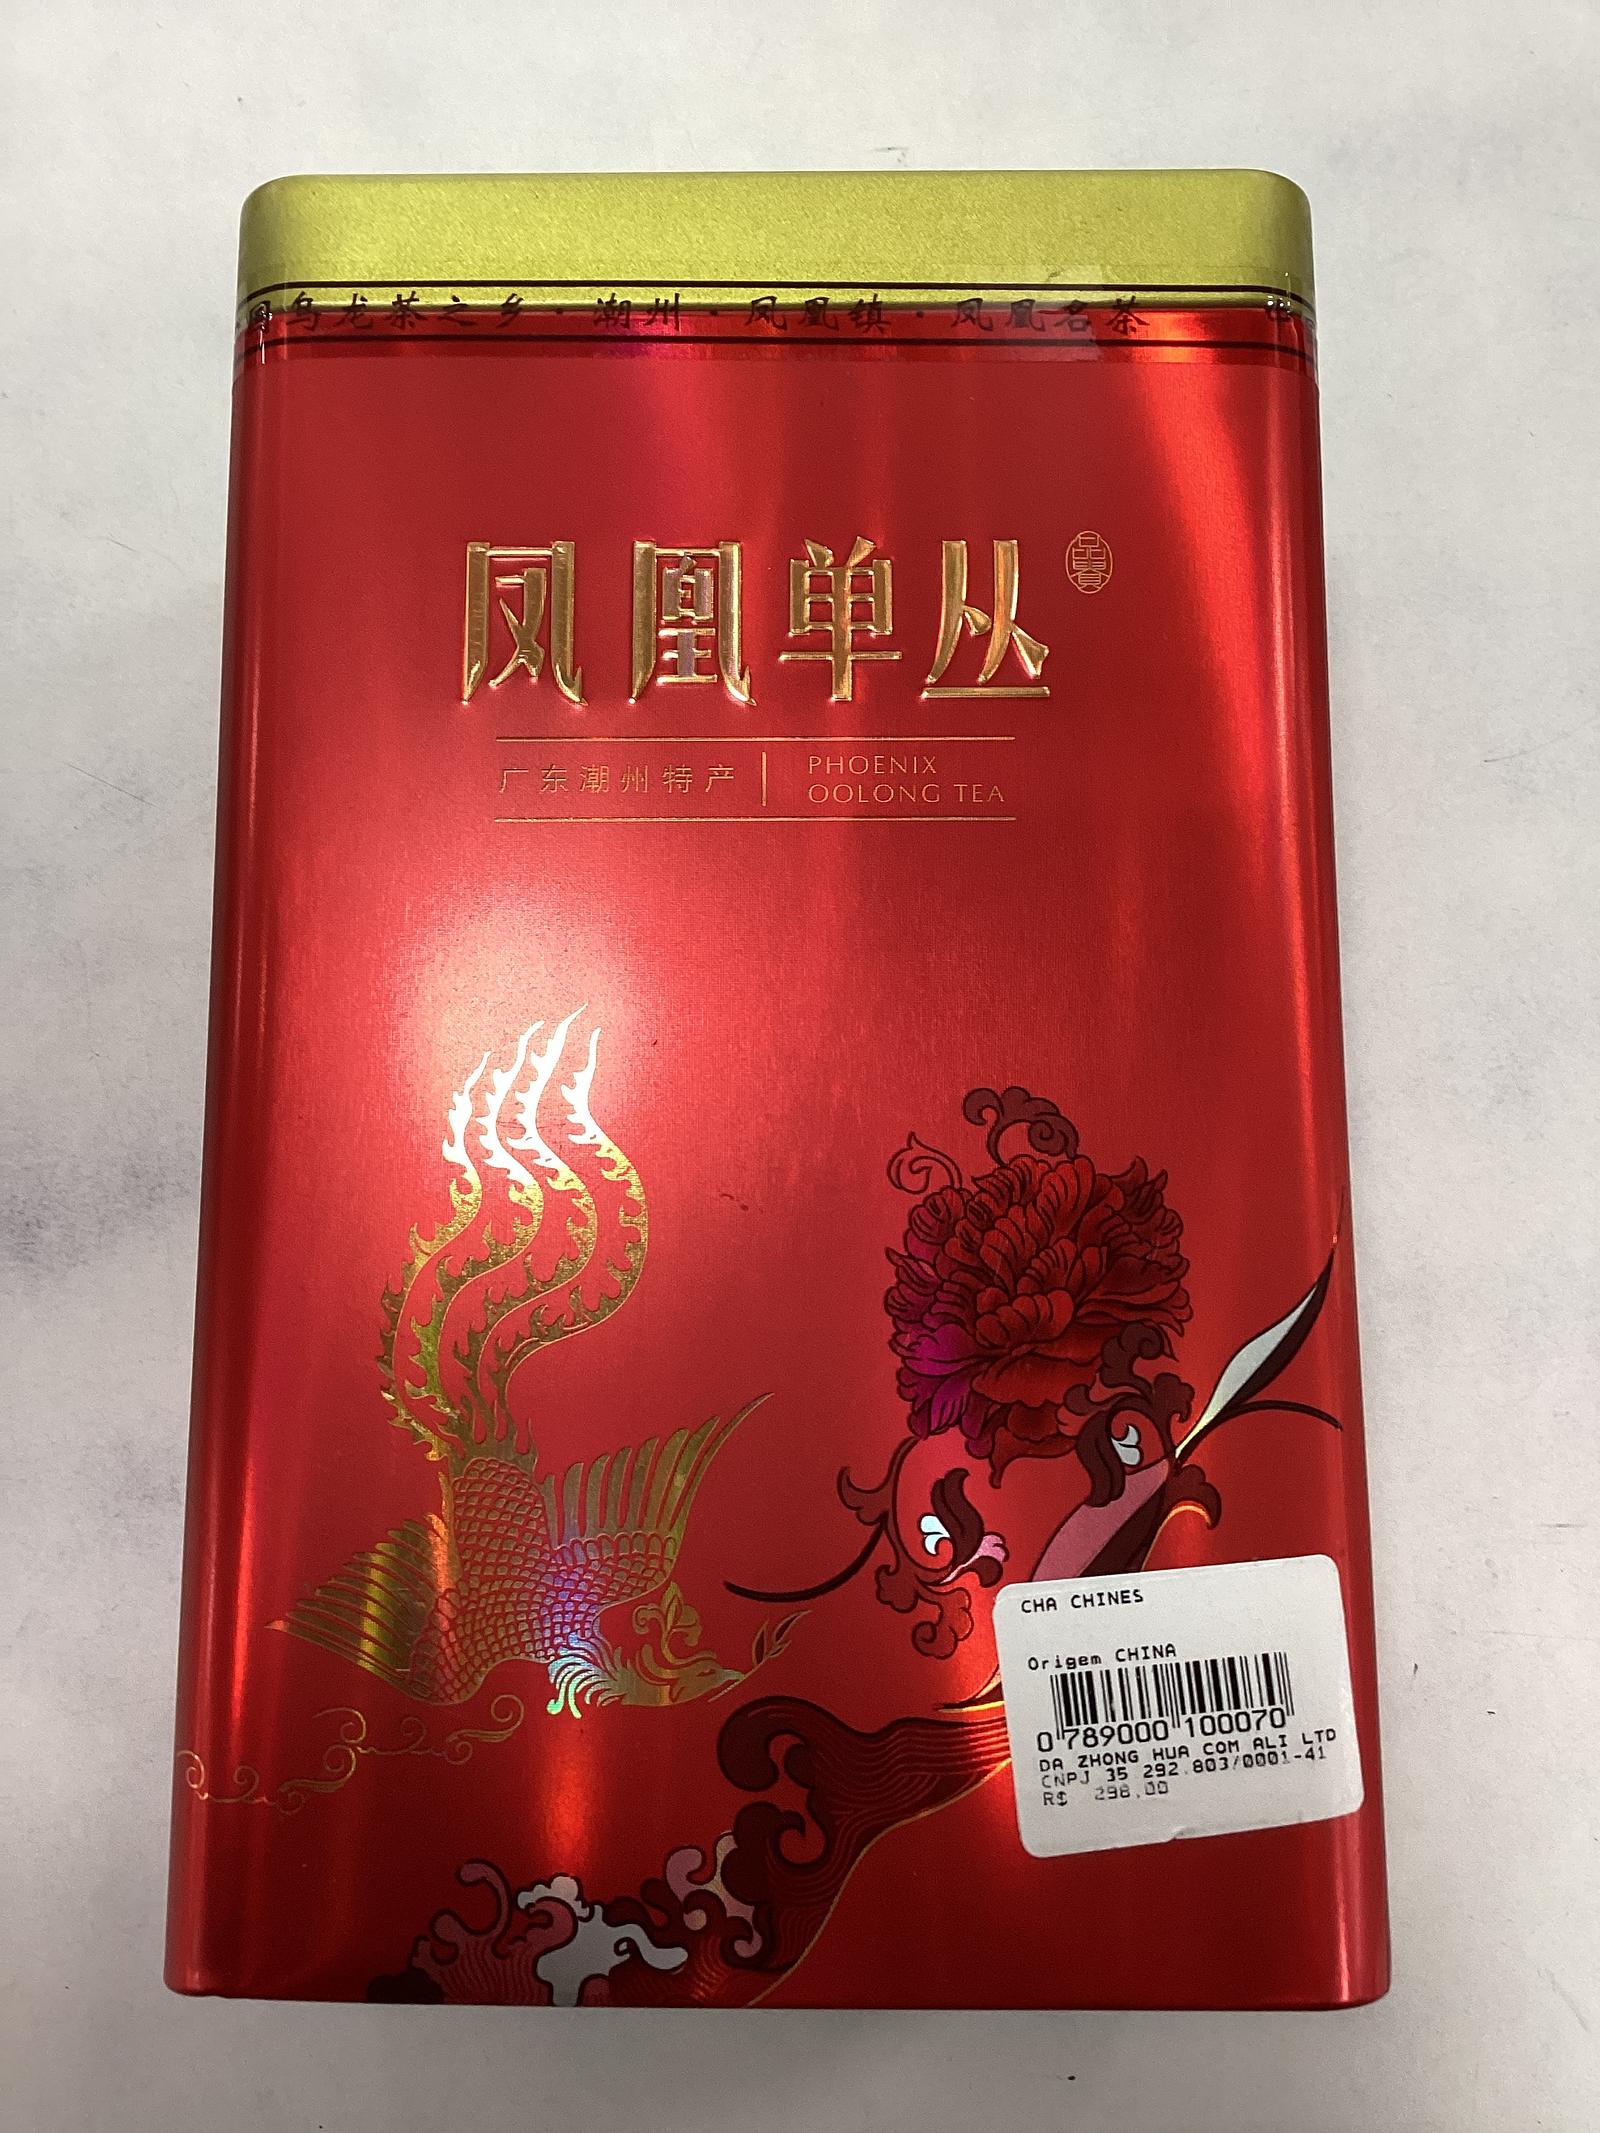 国乌龙茶之乡·潮州·凤凰镇·凤凰名茶
凤凰单丛
广东潮州特产
PHOENIX
OOLONG TEA
CHA CHINES
Origem CHINA
0 789000 100070
DA ZHONG HUA COM ALI LTD
CNPJ 35 292.803/0001-41
R$ 298,00